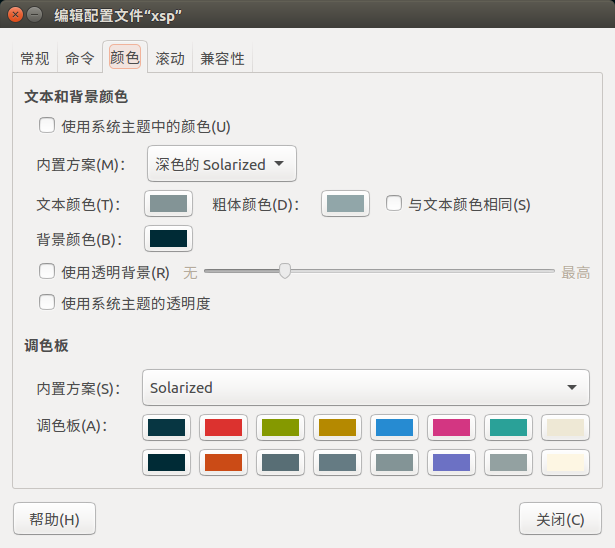 编辑配置文件“xsp”
常规 命令 颜色 滚动 兼容性
文本和背景颜色
使用系统主题中的颜色(U)
内置方案(M)： 深色的 Solarized
文本颜色(T)： 粗体颜色(D)： 与文本颜色相同(S)
背景颜色(B)：
使用透明背景(R) 无 最高
使用系统主题的透明度
调色板
内置方案(S)： Solarized
调色板(A)：
帮助(H) 关闭(C)